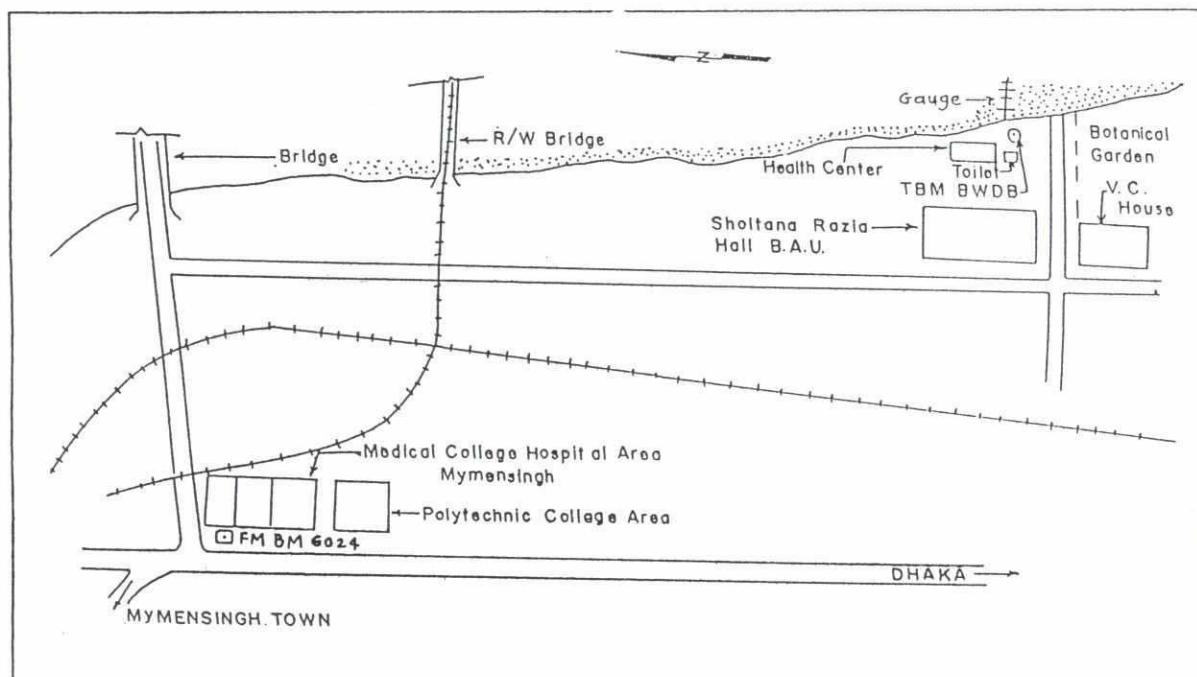 Z
Gauge
R/W Bridge
Bridge
Botanical
Garden
Health Center
Toilet
TBM BWDB
V.C.
House
Sholtana Razia
Hall B.A.U.
Medical College Hospital Area
Mymensingh
Polytechnic College Area
FM BM 6024
DHAKA
MYMENSINGH.TOWN